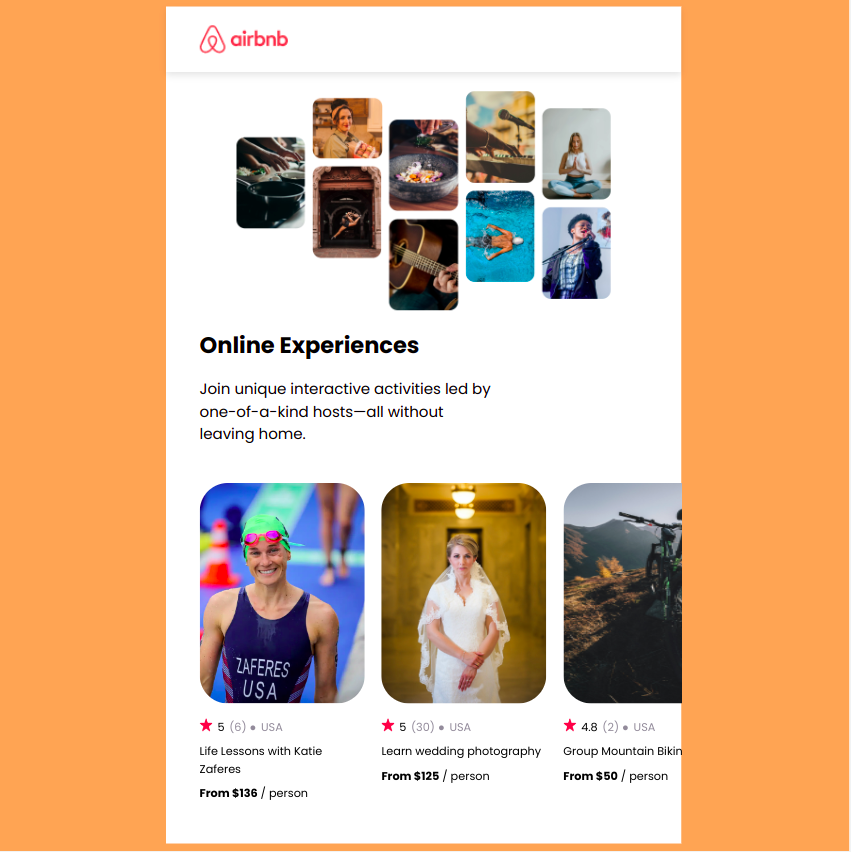 airbnb
Online Experiences
Join unique interactive activities led by
one-of-a-kind hosts—all without
leaving home.
ZAFERES
USA
5 (6) • USA
Life Lessons with Katie
Zaferes
From $136 / person
5 (30) • USA
Learn wedding photography
From $125 / person
4.8 (2) • USA
Group Mountain Bikin
From $50 / person